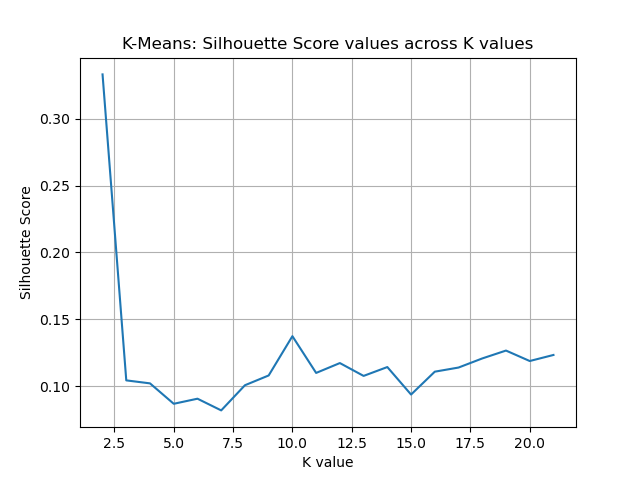 K-Means: Silhouette Score values across K values
0.30
0.25
0.20
0.15
0.10
Silhouette Score
2.5 5.0 7.5 10.0 12.5 15.0 17.5 20.0
K value